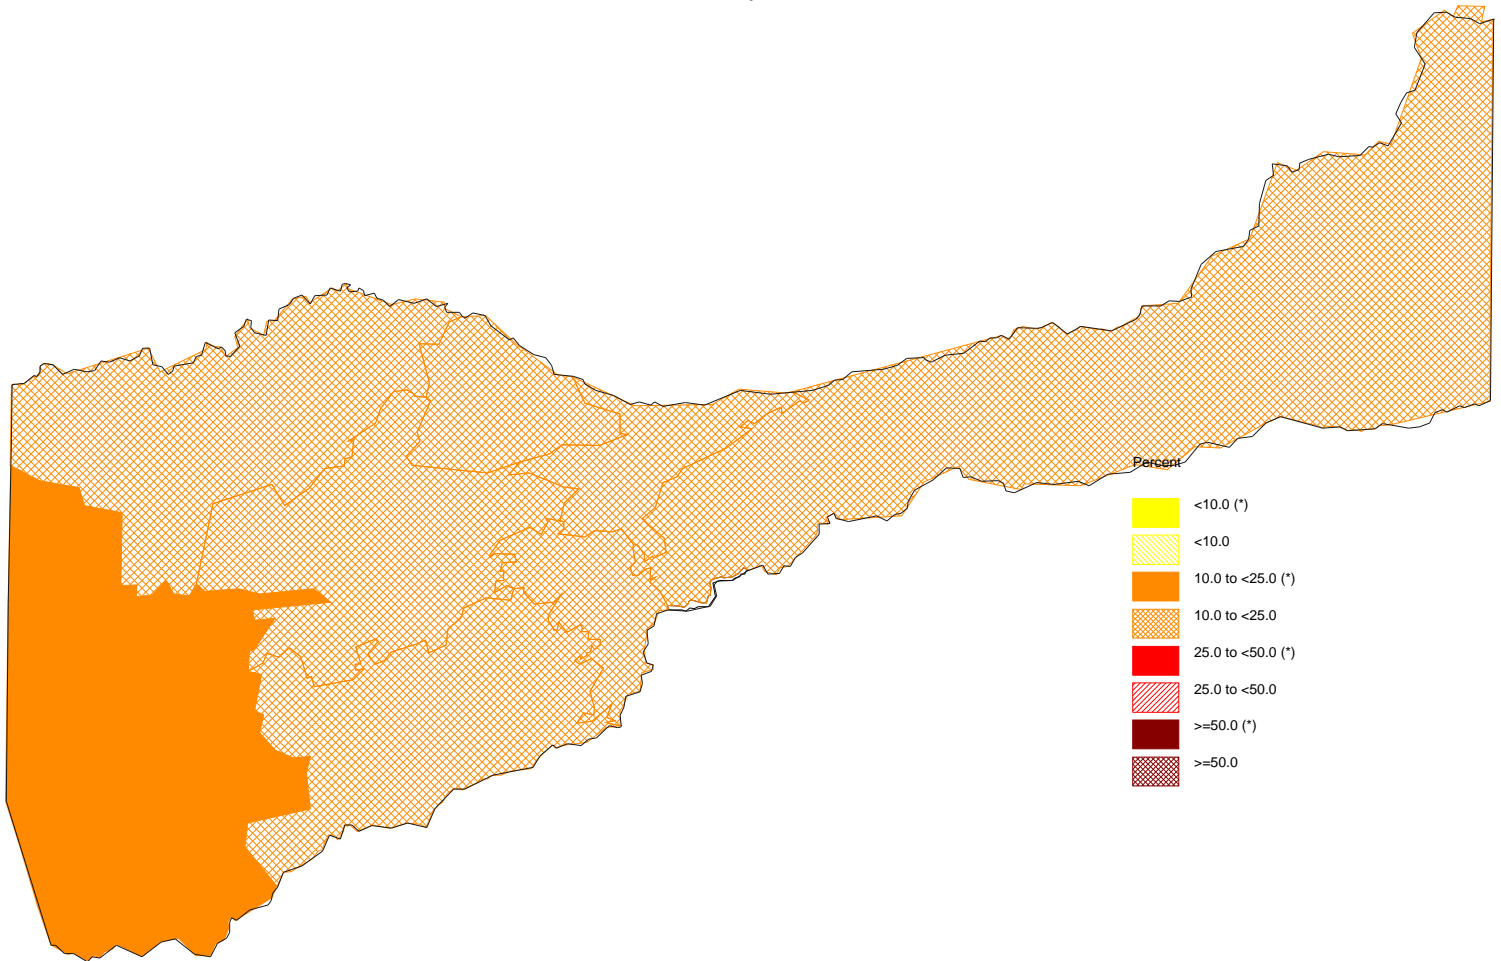 Percent
<10.0 (*)
<10.0
10.0 to <25.0 (*)
10.0 to <25.0
25.0 to <50.0 (*)
25.0 to <50.0
>=50.0 (*)
>=50.0